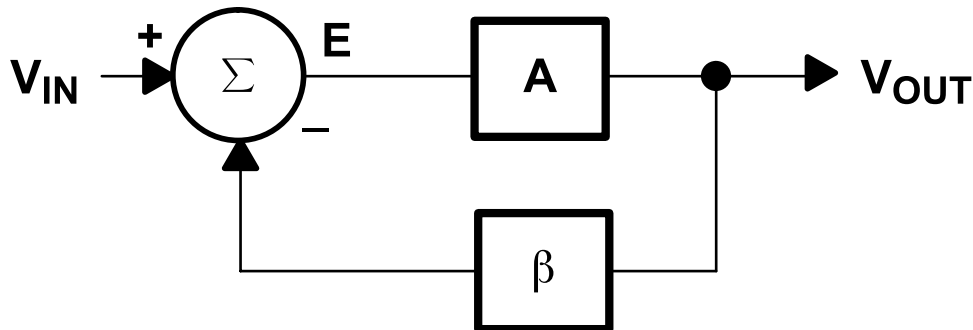 +
E
V_IN
Σ
A
V_OUT
–
β